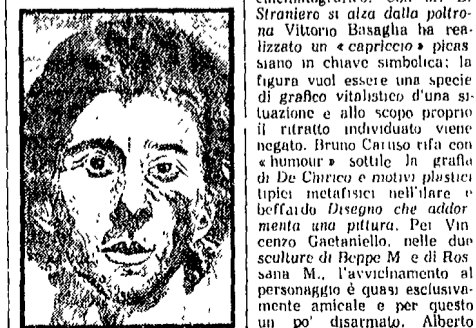 Straniero si alza dalla poltro-
na Vittorio Basaglia ha rea-
lizzato un « capriccio » picas
siano in chiave simbolica: la
figura vuol essere una specie
di grafico vitalistico d'una si-
tuazione e allo scopo proprio
il ritratto individuato viene
negato. Bruno Caruso rifa con
« humour » sottile la grafia
di De Chirico e motivi plastici
tipici metafisici nell'ilare e
beffardo Disegno che addor
menta una pittura. Per Vin
cenzo Gaetaniello, nelle due
sculture di Beppe M e di Ros
sana M., l'avvicinamento al
personaggio è quasi esclusiva-
mente amicale e per questo
un po' disarmato. Alberto